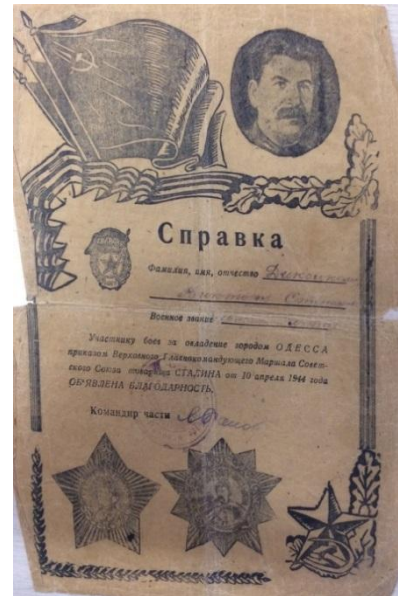 Справка
Фамилия, имя, отчество
Военное звание
Участнику боев за овладение городом ОДЕССА
приказом Верховного Главнокомандующего Маршала Совет-
ского Союза товарища СТАЛИНА от 10 апреля 1944 года
ОБЪЯВЛЕНА БЛАГОДАРНОСТЬ.
Командир части